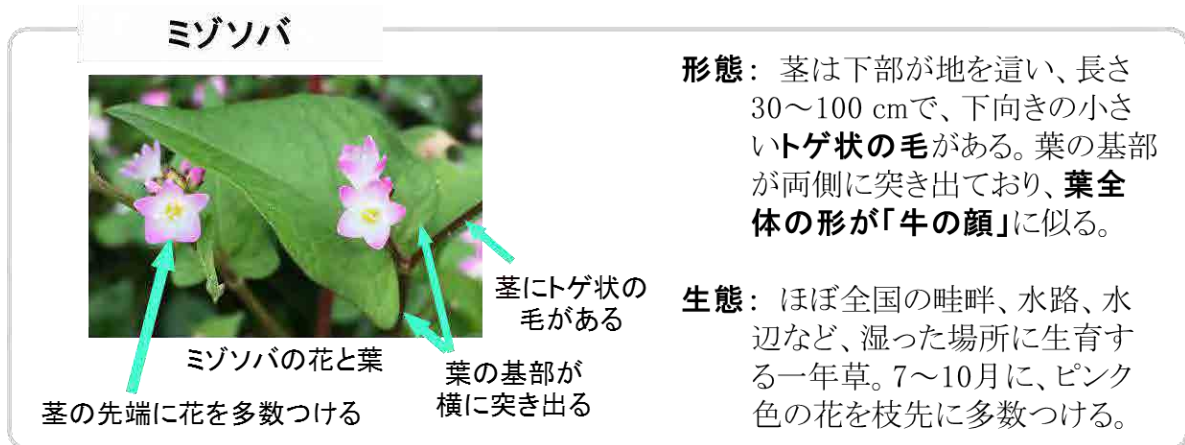 ミゾソバ
形態： 茎は下部が地を這い、長さ
30～100 cmで、下向きの小さ
いトゲ状の毛がある。葉の基部
が両側に突き出ており、葉全
体の形が「牛の顔」に似る。
生態： ほぼ全国の畦畔、水路、水
辺など、湿った場所に生育す
る一年草。7～10月に、ピンク
色の花を枝先に多数つける。
茎にトゲ状の
毛がある
ミゾソバの花と葉
葉の基部が
横に突き出る
茎の先端に花を多数つける